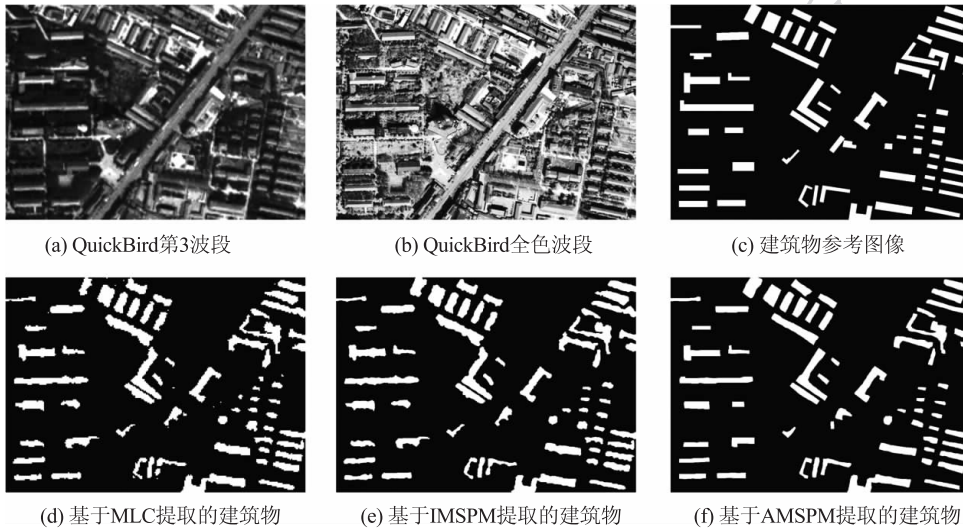 (a) QuickBird第3波段
(b) QuickBird全色波段
(c) 建筑物参考图像
(d) 基于MLC提取的建筑物
(e) 基于IMSPM提取的建筑物
(f) 基于AMSPM提取的建筑物